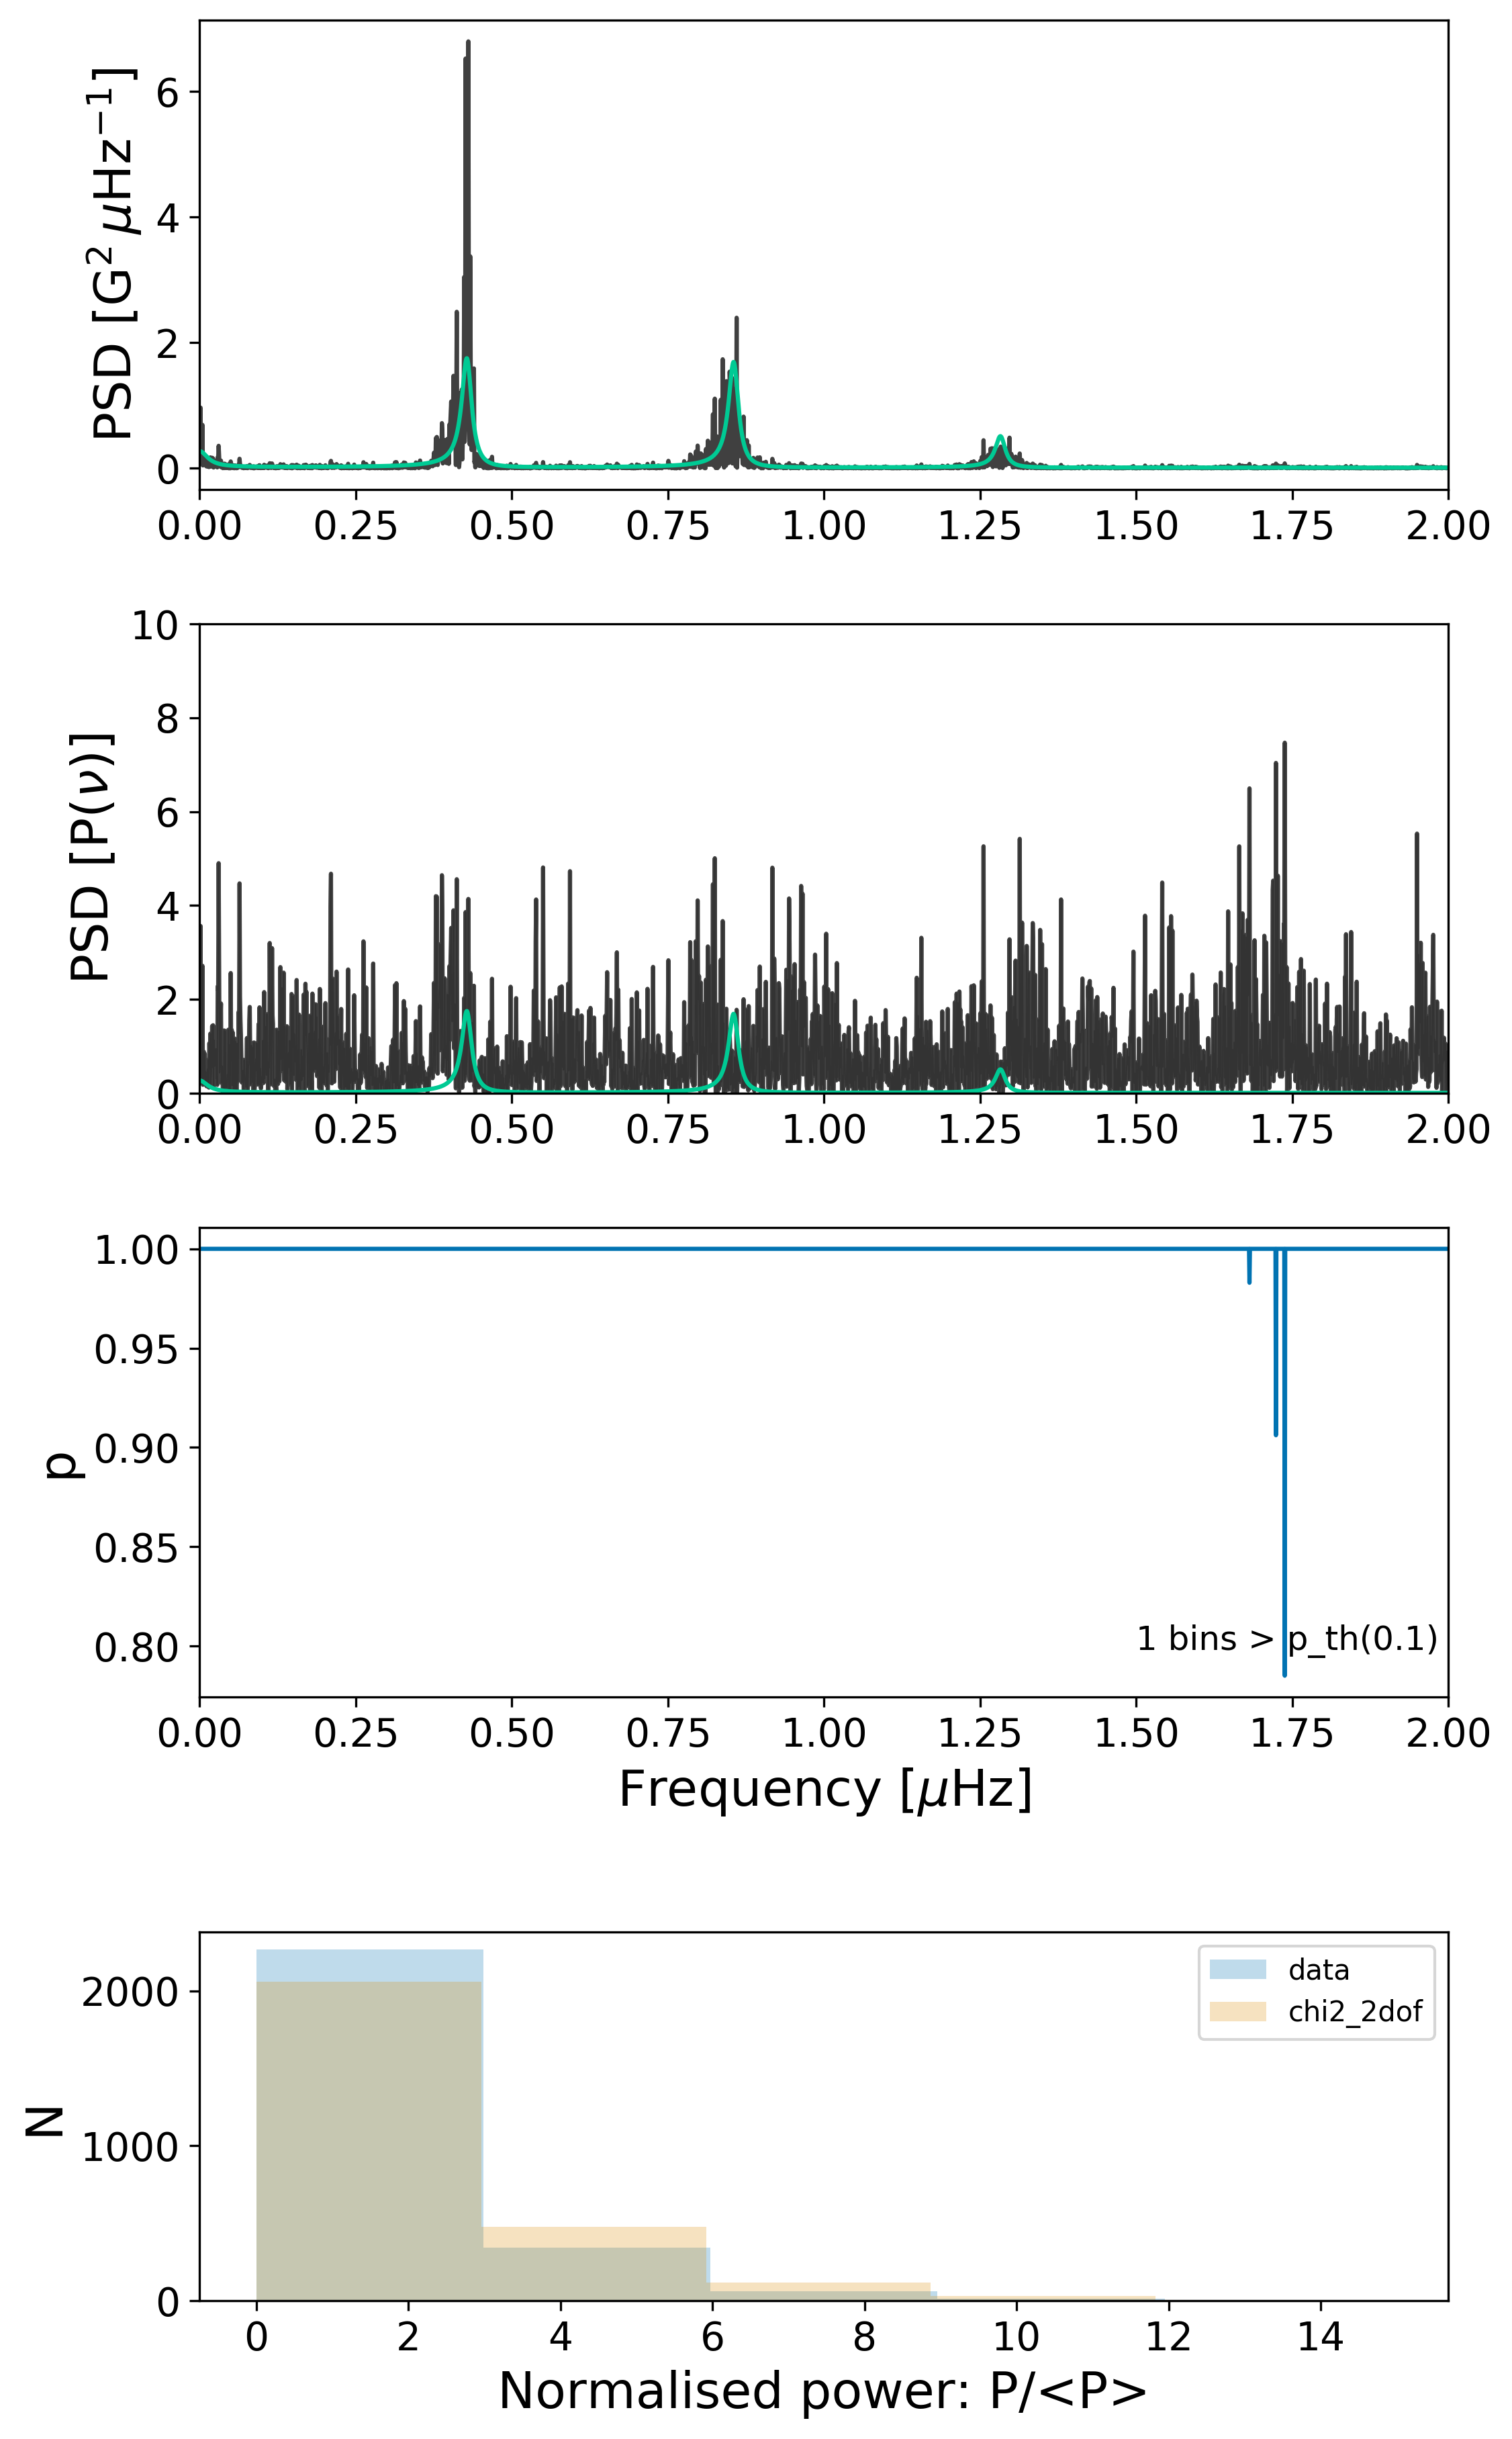 PSD [G² μHz⁻¹]
6
4
2
0
0.00 0.25 0.50 0.75 1.00 1.25 1.50 1.75 2.00
PSD [P(ν)]
10
8
6
4
2
0
0.00 0.25 0.50 0.75 1.00 1.25 1.50 1.75 2.00
p
1.00
0.95
0.90
0.85
0.80
1 bins > p_th(0.1)
0.00 0.25 0.50 0.75 1.00 1.25 1.50 1.75 2.00
Frequency [μHz]
N
2000
1000
0
data
chi2_2dof
0 2 4 6 8 10 12 14
Normalised power: P/<P>